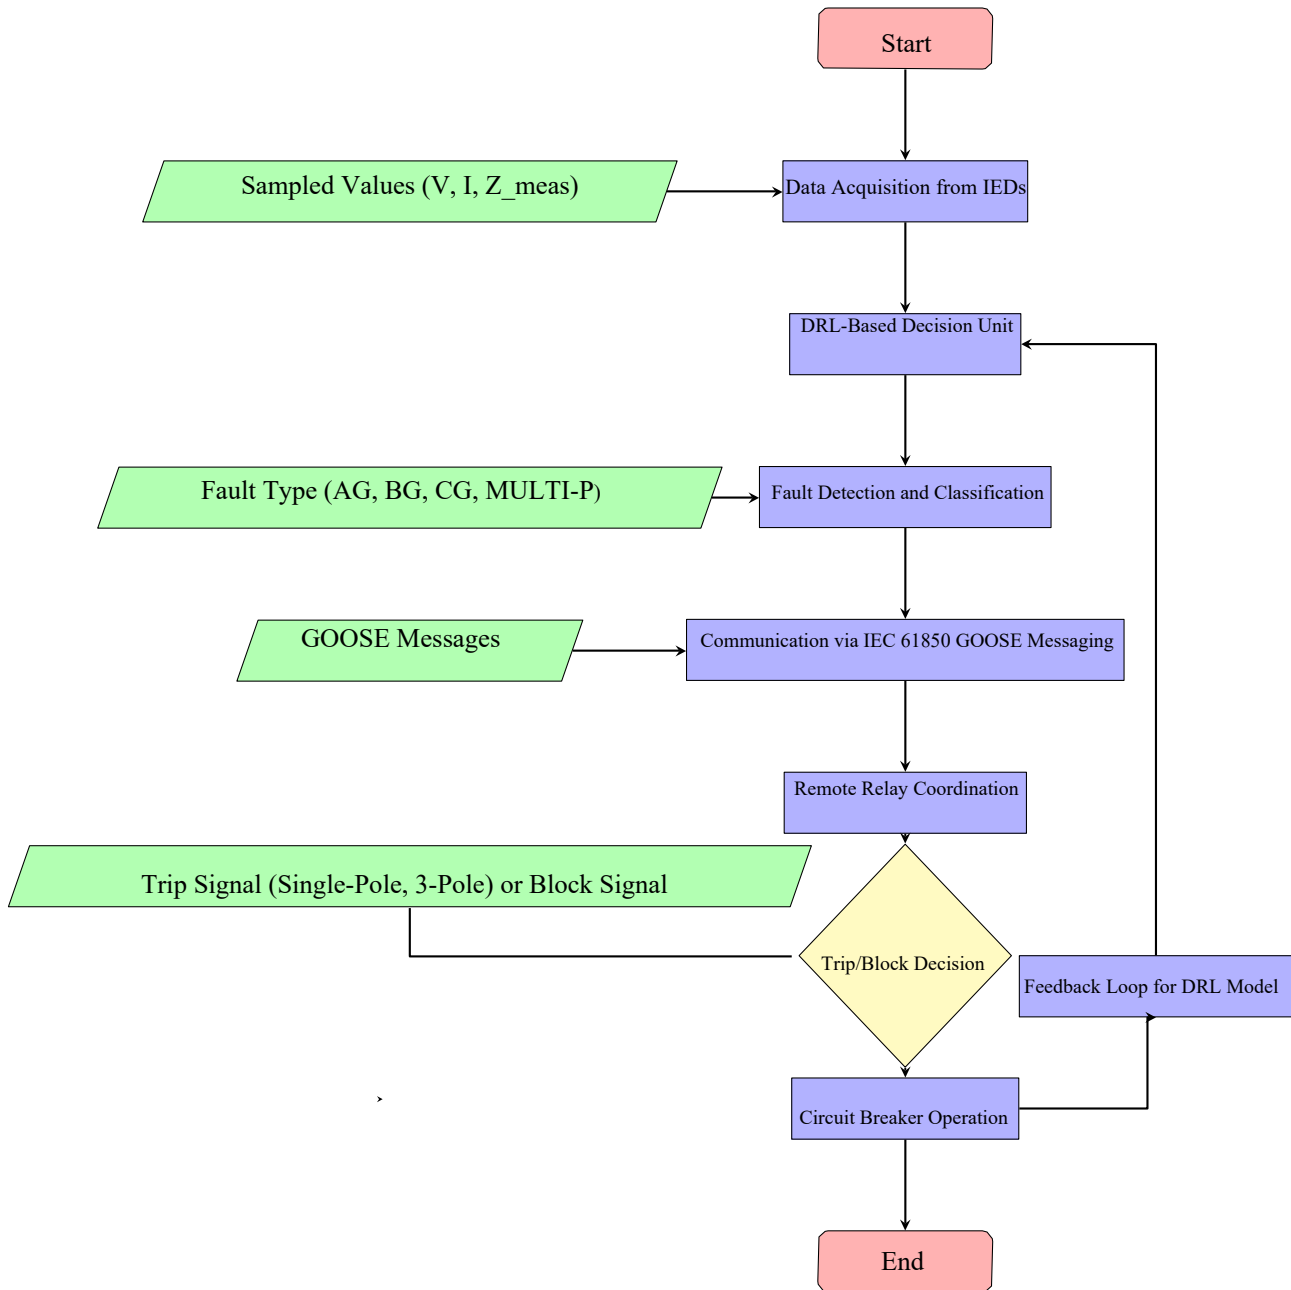 Start
Sampled Values (V, I, Z_meas)
Data Acquisition from IEDs
DRL-Based Decision Unit
Fault Type (AG, BG, CG, MULTI-P)
Fault Detection and Classification
GOOSE Messages
Communication via IEC 61850 GOOSE Messaging
Remote Relay Coordination
Trip Signal (Single-Pole, 3-Pole) or Block Signal
Trip/Block Decision
Feedback Loop for DRL Model
Circuit Breaker Operation
End